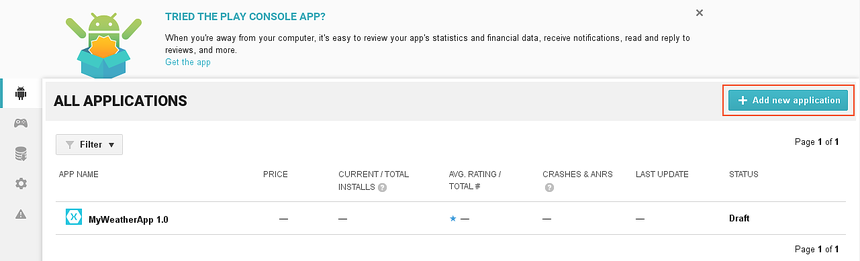 TRIED THE PLAY CONSOLE APP?
When you're away from your computer, it's easy to review your app's statistics and financial data, receive notifications, read and reply to
reviews, and more.
Get the app
ALL APPLICATIONS
Add new application
Filter
Page 1 of 1
APP NAME PRICE CURRENT / TOTAL INSTALLS ? AVG. RATING / TOTAL # CRASHES & ANRS ? LAST UPDATE STATUS
MyWeatherApp 1.0 — — — — — Draft
Page 1 of 1